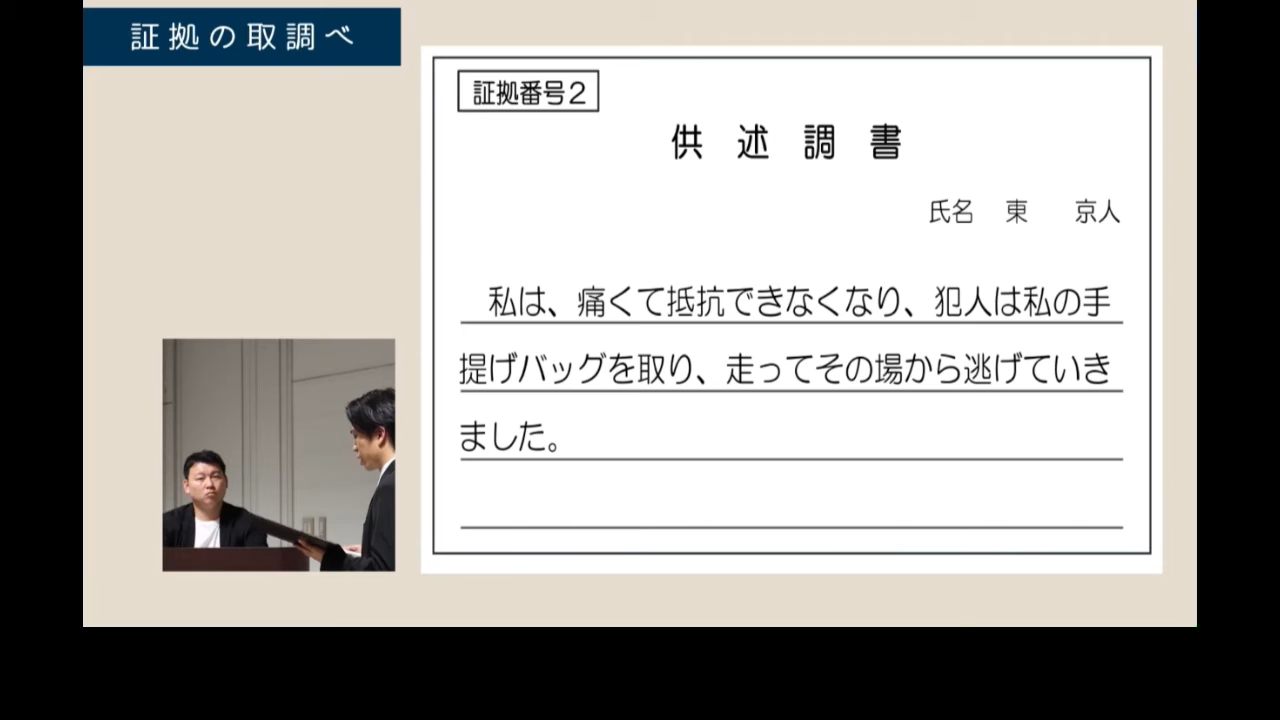 証拠の取調べ
証拠番号２
供述調書
氏名　東　京人
私は、痛くて抵抗できなくなり、犯人は私の手
提げバッグを取り、走ってその場から逃げていき
ました。